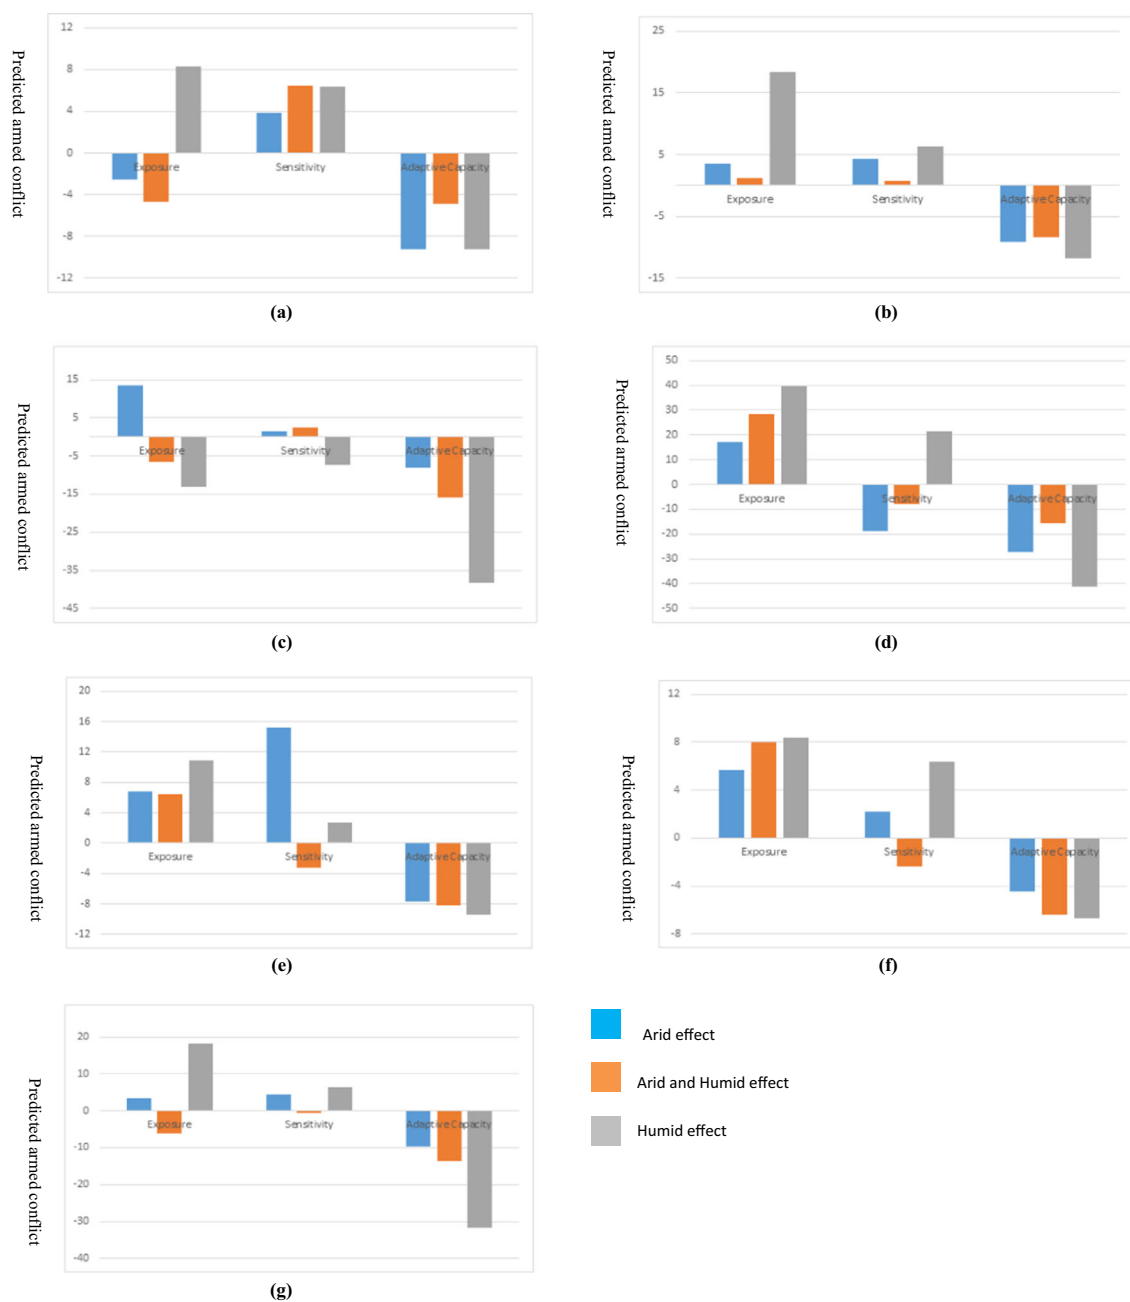 Predicted armed conflict
12
8
4
0
-4
-8
-12
Exposure
Sensitivity
Adaptive Capacity
(a)
Predicted armed conflict
25
15
5
-5
-15
Exposure
Sensitivity
Adaptive Capacity
(b)
Predicted armed conflict
15
5
-5
-15
-25
-35
-45
Exposure
Sensitivity
Adaptive Capacity
(c)
Predicted armed conflict
50
40
30
20
10
0
-10
-20
-30
-40
-50
Exposure
Sensitivity
Adaptive Capacity
(d)
Predicted armed conflict
20
16
12
8
4
0
-4
-8
-12
Exposure
Sensitivity
Adaptive Capacity
(e)
Predicted armed conflict
12
8
4
0
-4
-8
Exposure
Sensitivity
Adaptive Capacity
(f)
Predicted armed conflict
20
10
0
-10
-20
-30
-40
Exposure
Sensitivity
Adaptive Capacity
(g)
Arid effect
Arid and Humid effect
Humid effect